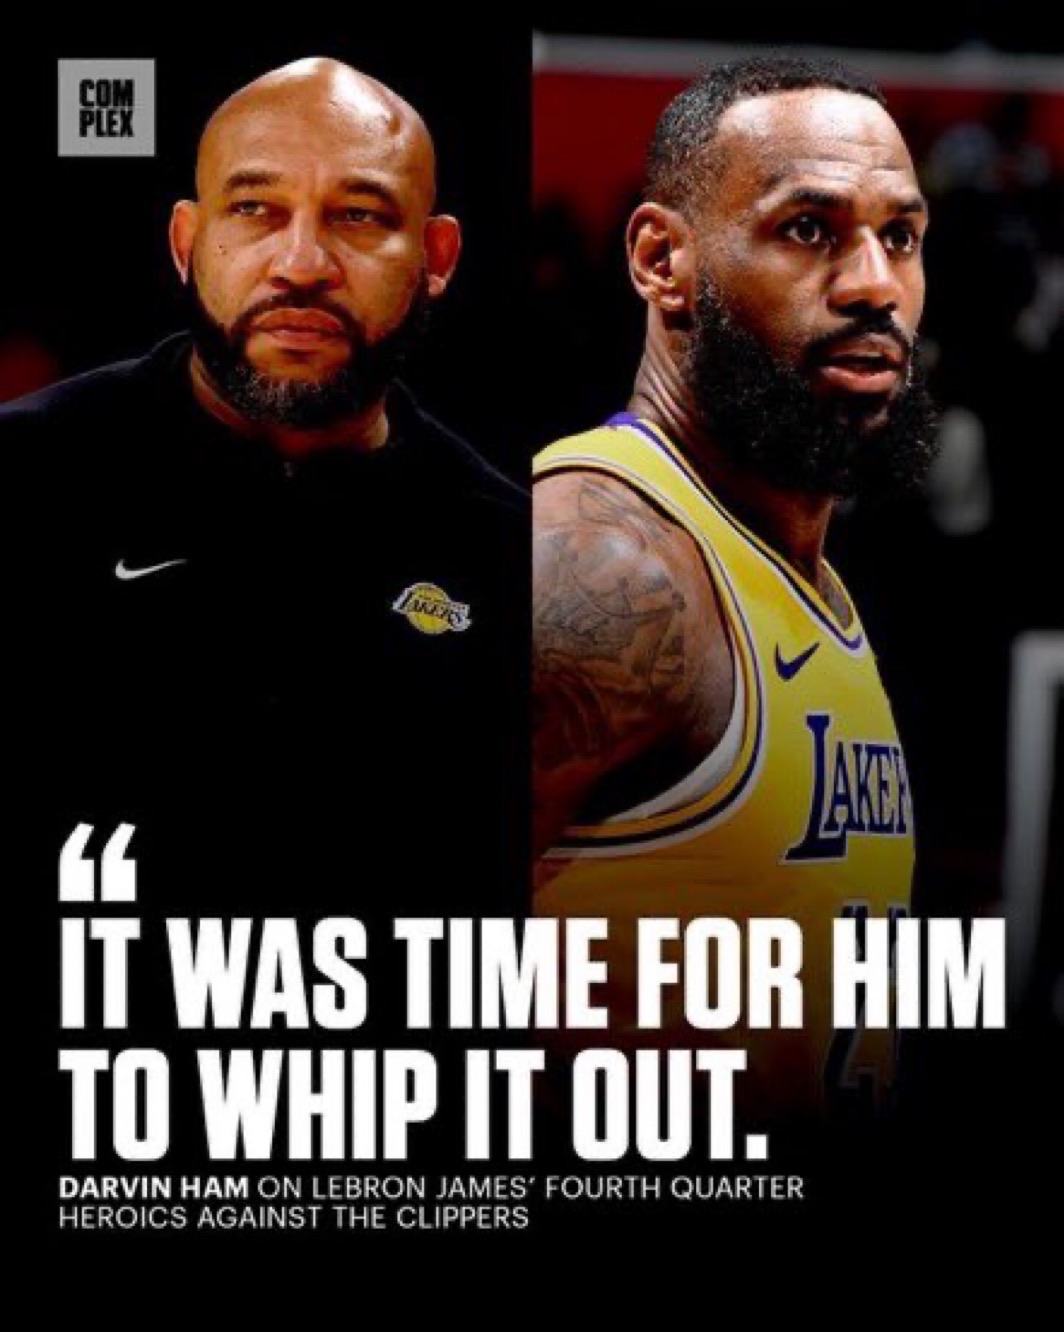 COM
PLEX
LAKERS
LAKER
“
IT WAS TIME FOR HIM
TO WHIP IT OUT.
DARVIN HAM ON LEBRON JAMES’ FOURTH QUARTER
HEROICS AGAINST THE CLIPPERS